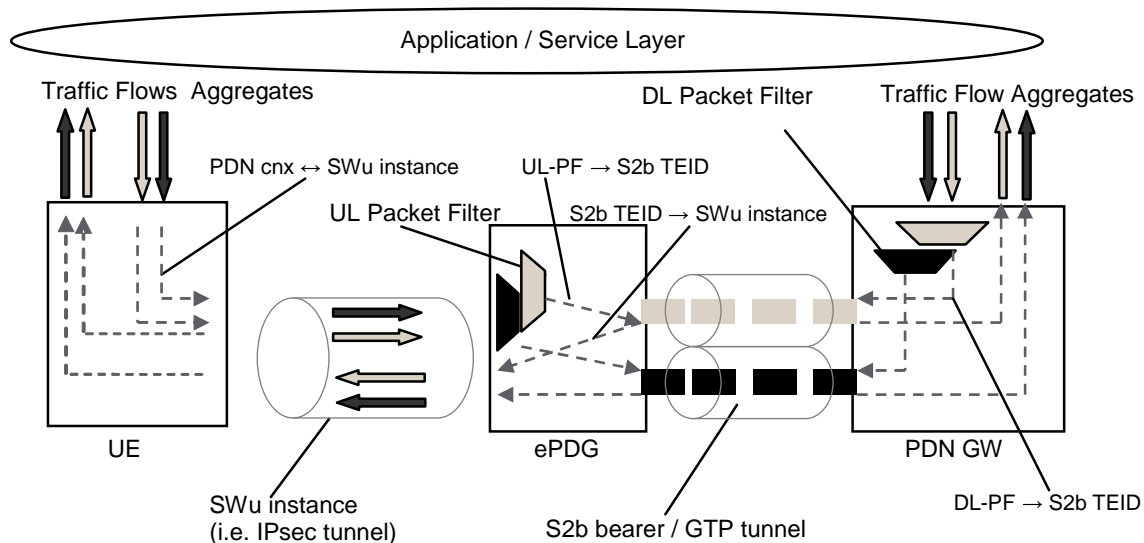 Application / Service Layer
Traffic Flows Aggregates
DL Packet Filter
Traffic Flow Aggregates
PDN cnx ↔ SWu instance
UL-PF → S2b TEID
UL Packet Filter
S2b TEID → SWu instance
UE
ePDG
PDN GW
SWu instance
(i.e. IPsec tunnel)
S2b bearer / GTP tunnel
DL-PF → S2b TEID